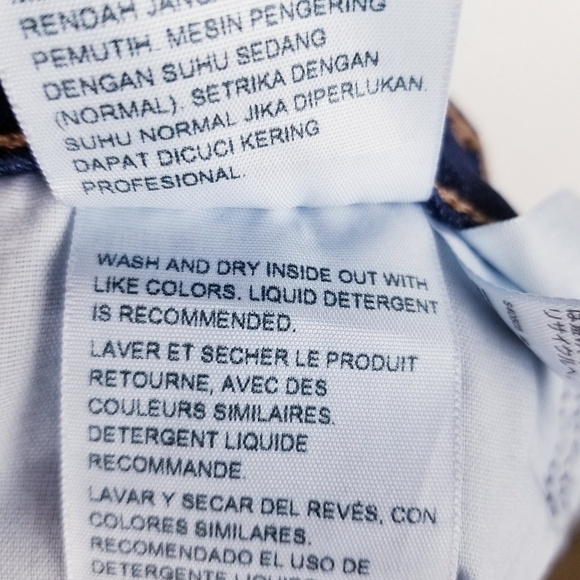 RENDAH
PEMUTIH. MESIN PENGERING
DENGAN SUHU SEDANG
(NORMAL). SETRIKA DENGAN
SUHU NORMAL JIKA DIPERLUKAN.
DAPAT DICUCI KERING
PROFESIONAL.
WASH AND DRY INSIDE OUT WITH
LIKE COLORS. LIQUID DETERGENT
IS RECOMMENDED.
LAVER ET SECHER LE PRODUIT
RETOURNE, AVEC DES
COULEURS SIMILAIRES.
DETERGENT LIQUIDE
RECOMMANDE.
LAVAR Y SECAR DEL REVÉS, CON
COLORES SIMILARES.
RECOMENDADO EL USO DE
DETERGENTE